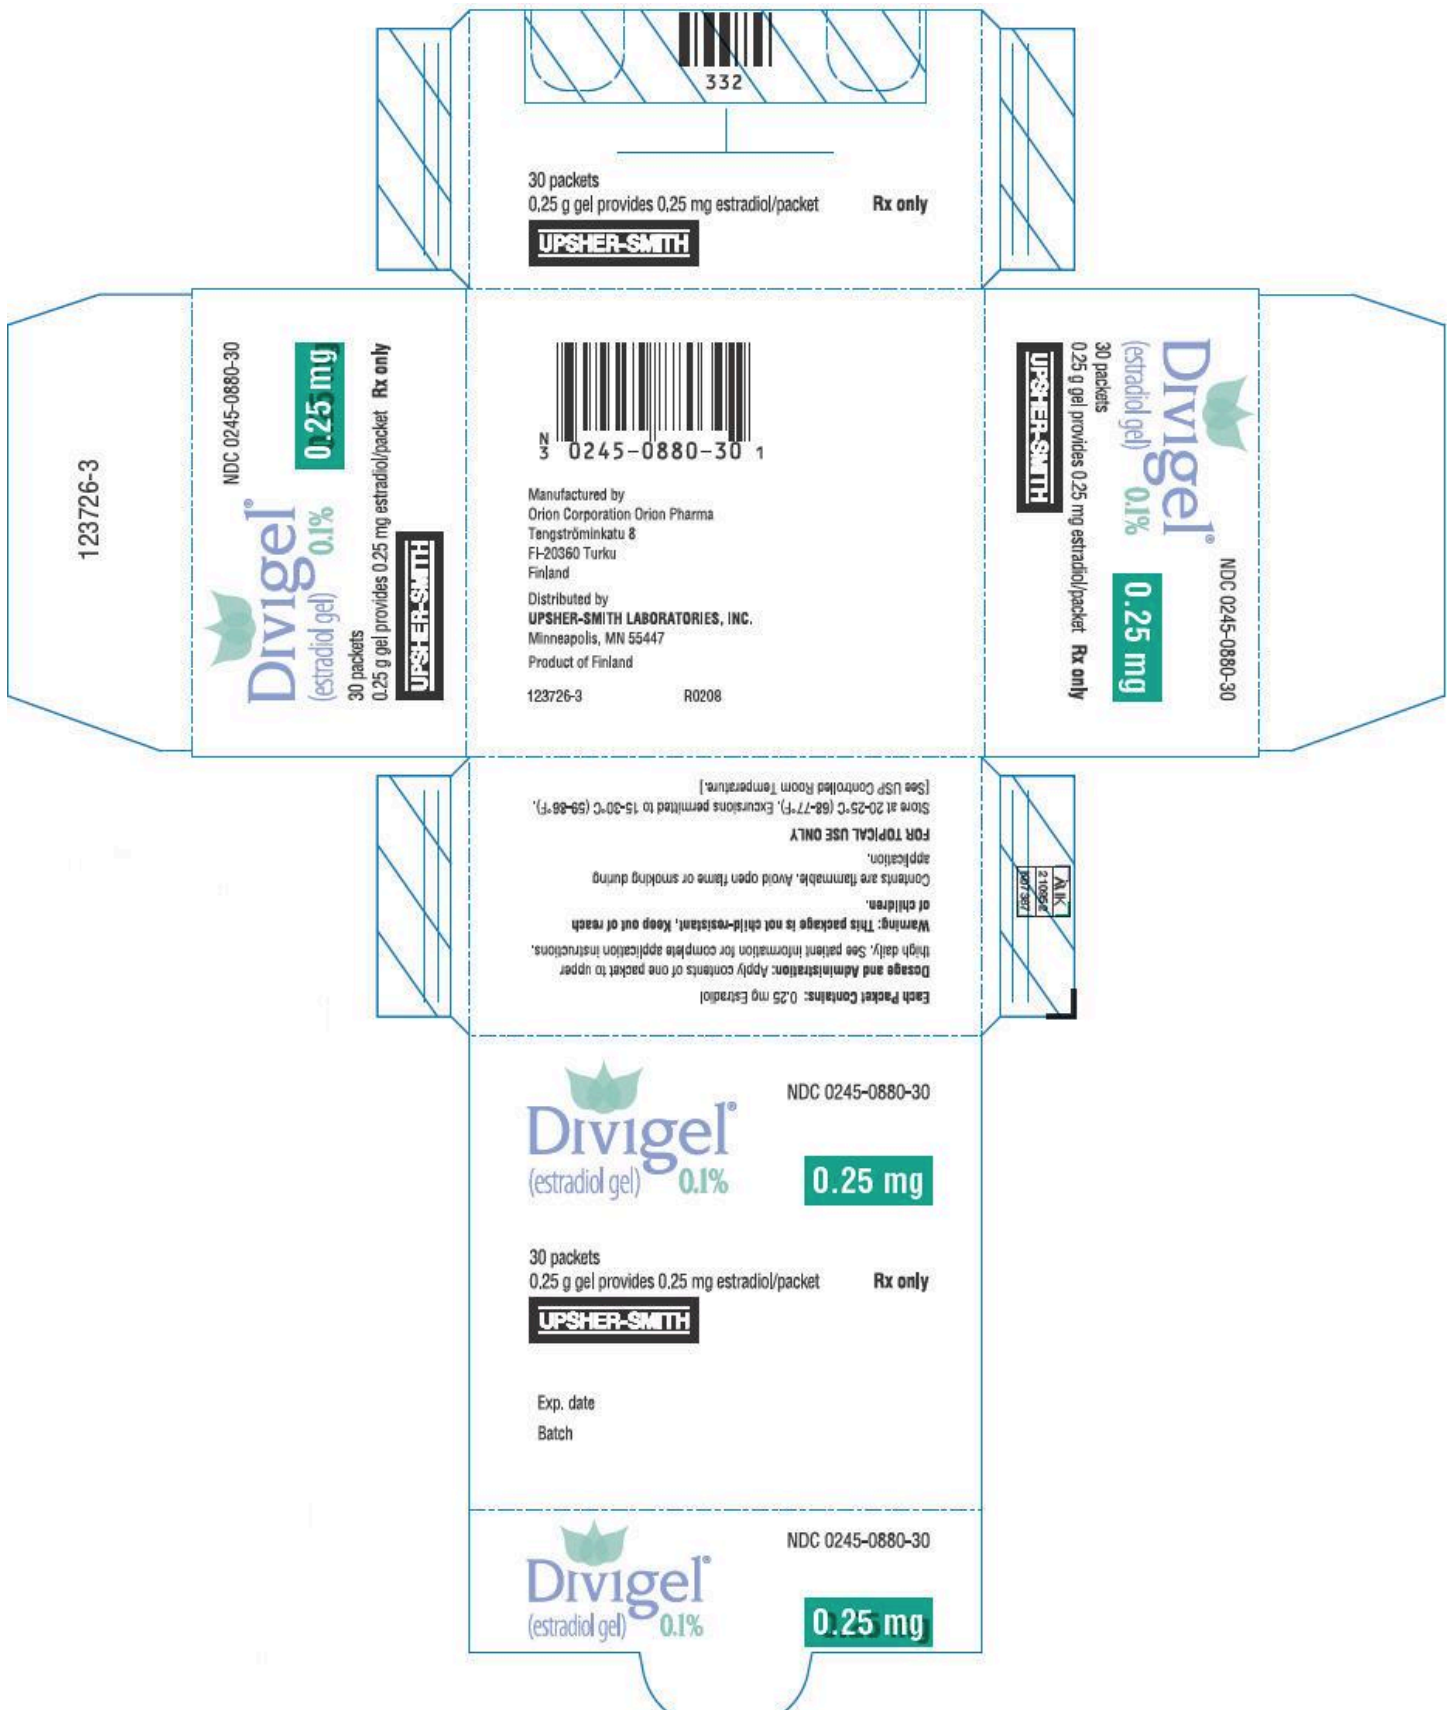 332
30 packets
0.25 g gel provides 0.25 mg estradiol/packet Rx only
UPSHER-SMITH
123726-3
NDC 0245-0880-30
0.25 mg
Divigel®
(estradiol gel) 0.1%
30 packets
0.25 g gel provides 0.25 mg estradiol/packet Rx only
UPSHER-SMITH
N
3 0245-0880-30 1
Manufactured by
Orion Corporation Orion Pharma
Tengströminkatu 8
FI-20360 Turku
Finland
Distributed by
UPSHER-SMITH LABORATORIES, INC.
Minneapolis, MN 55447
Product of Finland
123726-3 R0208
Divigel®
(estradiol gel) 0.1%
NDC 0245-0880-30
0.25 mg
30 packets
0.25 g gel provides 0.25 mg estradiol/packet Rx only
UPSHER-SMITH
Each Packet Contains: 0.25 mg Estradiol
Dosage and Administration: Apply contents of one packet to upper
thigh daily. See patient information for complete application instructions.
Warning: This package is not child-resistant. Keep out of reach
of children.
Contents are flammable. Avoid open flame or smoking during
application.
FOR TOPICAL USE ONLY
Store at 20-25°C (68-77°F). Excursions permitted to 15-30°C (59-86°F).
[See USP Controlled Room Temperature.]
Divigel®
(estradiol gel) 0.1%
NDC 0245-0880-30
0.25 mg
30 packets
0.25 g gel provides 0.25 mg estradiol/packet Rx only
UPSHER-SMITH
Exp. date
Batch
Divigel®
(estradiol gel) 0.1%
NDC 0245-0880-30
0.25 mg